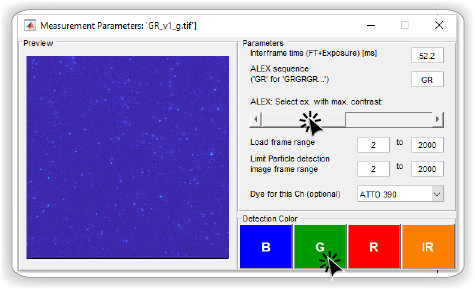 Measurement Parameters: 'GR_v1_g.tif'}
Preview
Parameters
Interframe time (FT+Exposure) [ms]
52.2
ALEX sequence
('GR' for 'GRGRGR...')
GR
ALEX: Select ex. with max. contrast:
Load frame range
2
to
2000
Limit Particle detection
image frame range
2
to
2000
Dye for this Ch (optional)
ATTO 390
Detection Color
B
G
R
IR